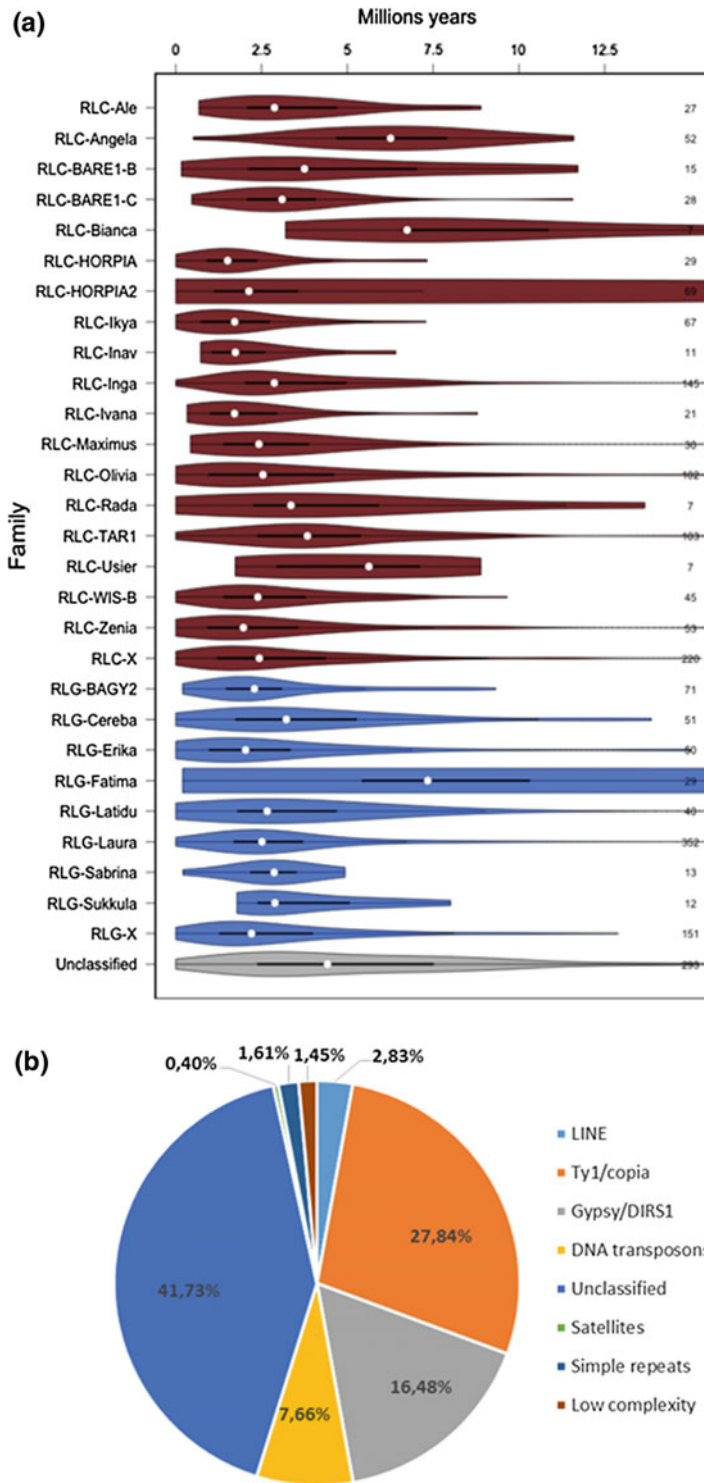 (a)
Millions years
0 2.5 5 7.5 10 12.5
Family
RLC-Ale 27
RLC-Angela 52
RLC-BARE1-B 15
RLC-BARE1-C 28
RLC-Bianca 7
RLC-HORPIA 29
RLC-HORPIA2 69
RLC-Ikya 67
RLC-Inav 11
RLC-Inga 145
RLC-Ivana 21
RLC-Maximus 30
RLC-Olivia 102
RLC-Rada 7
RLC-TAR1 103
RLC-Usier 7
RLC-WIS-B 45
RLC-Zenia 53
RLC-X 220
RLG-BAGY2 71
RLG-Cereba 51
RLG-Erika
RLG-Fatima 29
RLG-Latidu 40
RLG-Laura 352
RLG-Sabrina 13
RLG-Sukkula 12
RLG-X 151
Unclassified
(b)
0,40%
1,61%
1,45%
2,83%
27,84%
41,73%
16,48%
7,66%
LINE
Ty1/copia
Gypsy/DIRS1
DNA transposons
Unclassified
Satellites
Simple repeats
Low complexity